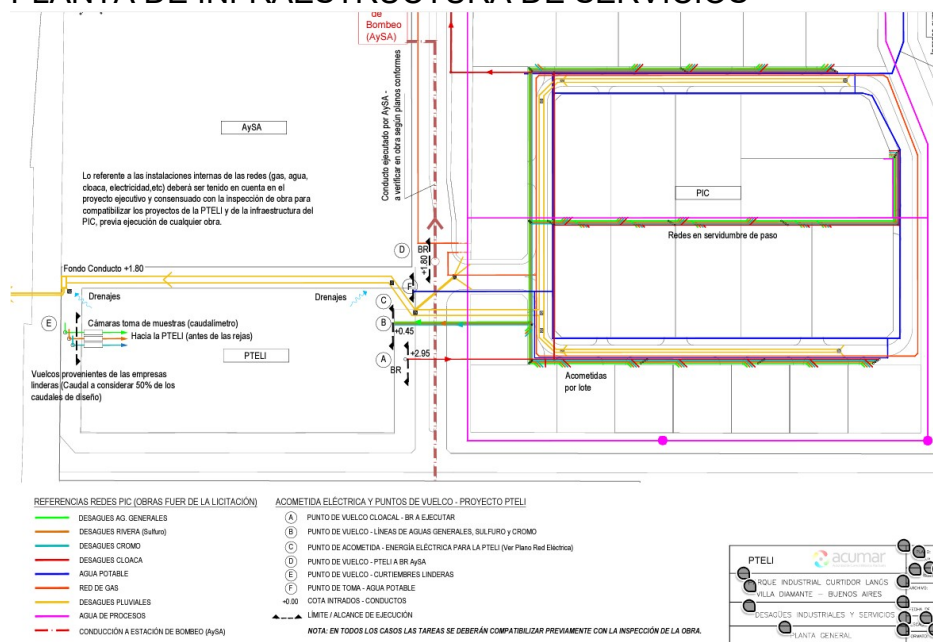 PLANTA DE INFRAESTRUCTURA DE SERVICIOS
de
Bombeo
(AySA)
AySA
Conducto ejecutado por AySA -
a verificar en obra según planos conformes
Lo referente a las instalaciones internas de las redes (gas, agua,
cloaca, electricidad,etc) deberá ser tenido en cuenta en el
proyecto ejecutivo y consensuado con la inspección de obra para
compatibilizar los proyectos de la PTELI y de la infraestructura del
PIC, previa ejecución de cualquier obra.
PIC
Redes en servidumbre de paso
D
BR
+1.80
Fondo Conducto +1.80
F
Drenajes
Drenajes
C
E
Cámaras toma de muestras (caudalimetro)
B
Hacia la PTELI (antes de las rejas)
+0.45
PTELI
+2.95
A
BR
Vuelcos provenientes de las empresas
linderas (Caudal a considerar 50% de los
caudales de diseño)
Acometidas
por lote
REFERENCIAS REDES PIC (OBRAS FUER DE LA LICITACIÓN)
DESAGUES AG. GENERALES
DESAGUES RIVERA (Sulfuro)
DESAGUES CROMO
DESAGUES CLOACA
AGUA POTABLE
RED DE GAS
DESAGUES PLUVIALES
AGUA DE PROCESOS
CONDUCCIÓN A ESTACIÓN DE BOMBEO (AySA)
ACOMETIDA ELÉCTRICA Y PUNTOS DE VUELCO - PROYECTO PTELI
A PUNTO DE VUELCO CLOACAL - BR A EJECUTAR
B PUNTO DE VUELCO - LÍNEAS DE AGUAS GENERALES, SULFURO y CROMO
C PUNTO DE ACOMETIDA - ENERGÍA ELÉCTRICA PARA LA PTELI (Ver Plano Red Eléctrica)
D PUNTO DE VUELCO - PTELI A BR AySA
E PUNTO DE VUELCO - CURTIEMBRES LINDERAS
F PUNTO DE TOMA - AGUA POTABLE
+0.00 COTA INTRADOS - CONDUCTOS
LÍMITE / ALCANCE DE EJECUCIÓN
NOTA: EN TODOS LOS CASOS LAS TAREAS SE DEBERÁN COMPATIBILIZAR PREVIAMENTE CON LA INSPECCIÓN DE LA OBRA.
PTELI
acumar
RQUE INDUSTRIAL CURTIDOR LANÚS
VILLA DIAMANTE - BUENOS AIRES
DESAGÜES INDUSTRIALES Y SERVICIOS
PLANTA GENERAL